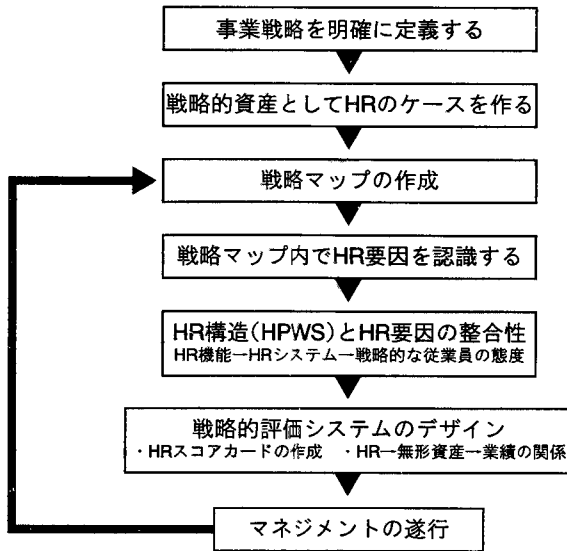 事業戦略を明確に定義する
戦略的資産としてHRのケースを作る
戦略マップの作成
戦略マップ内でHR要因を認識する
HR構造(HPWS)とHR要因の整合性
HR機能→HRシステム→戦略的な従業員の態度
戦略的評価システムのデザイン
・HRスコアカードの作成 ・HR→無形資産→業績の関係
マネジメントの遂行